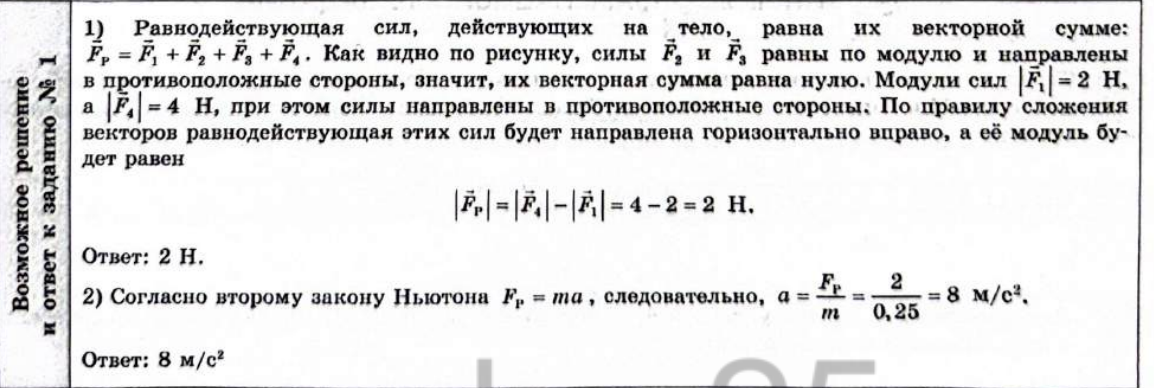 Возможное решение
и ответ к заданию № 1
1) Равнодействующая сил, действующих на тело, равна их векторной сумме:
F⃗ₚ = F⃗₁ + F⃗₂ + F⃗₃ + F⃗₄. Как видно по рисунку, силы F⃗₂ и F⃗₃ равны по модулю и направлены
в противоположные стороны, значит, их векторная сумма равна нулю. Модули сил |F⃗₁| = 2 Н,
а |F⃗₄| = 4 Н, при этом силы направлены в противоположные стороны. По правилу сложения
векторов равнодействующая этих сил будет направлена горизонтально вправо, а её модуль бу-
дет равен
|F⃗ₚ| = |F⃗₄| − |F⃗₁| = 4 − 2 = 2 Н.
Ответ: 2 Н.
2) Согласно второму закону Ньютона Fₚ = ma, следовательно, a = Fₚ/m = 2/0,25 = 8 м/с².
Ответ: 8 м/с²